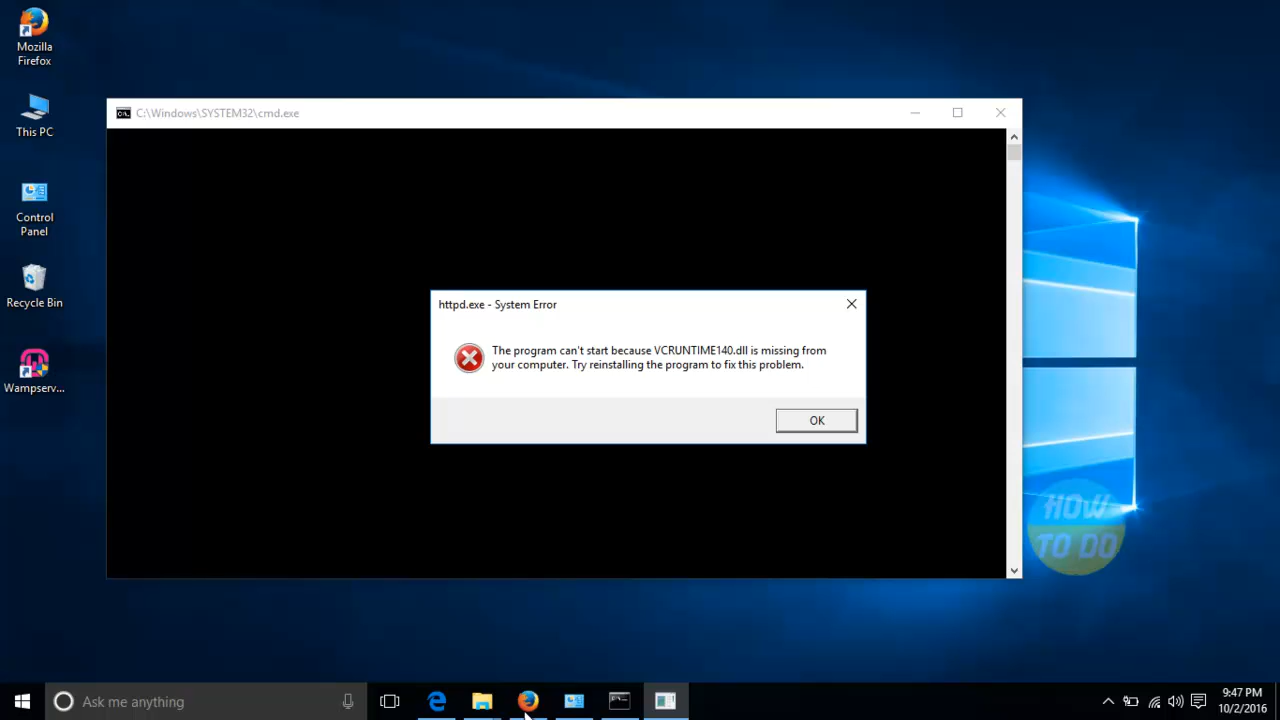 Mozilla
Firefox
This PC
Control
Panel
Recycle Bin
Wampserv...
C:\Windows\SYSTEM32\cmd.exe
httpd.exe - System Error
The program can't start because VCRUNTIME140.dll is missing from
your computer. Try reinstalling the program to fix this problem.
OK
HOW
TO DO
Ask me anything
9:47 PM
10/2/2016